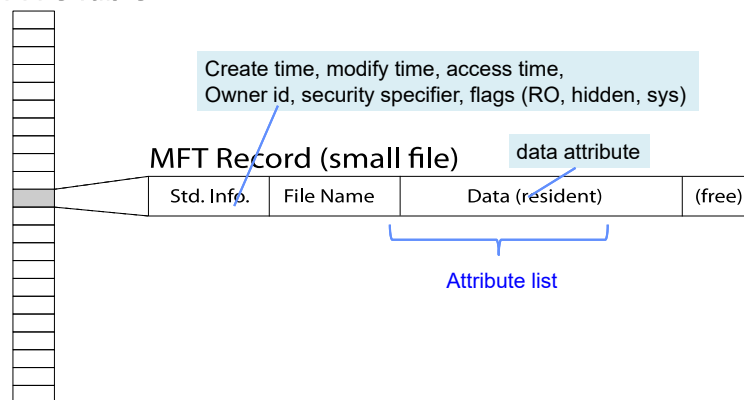 Create time, modify time, access time,
Owner id, security specifier, flags (RO, hidden, sys)
MFT Record (small file)
data attribute
Std. Info.
File Name
Data (resident)
(free)
Attribute list